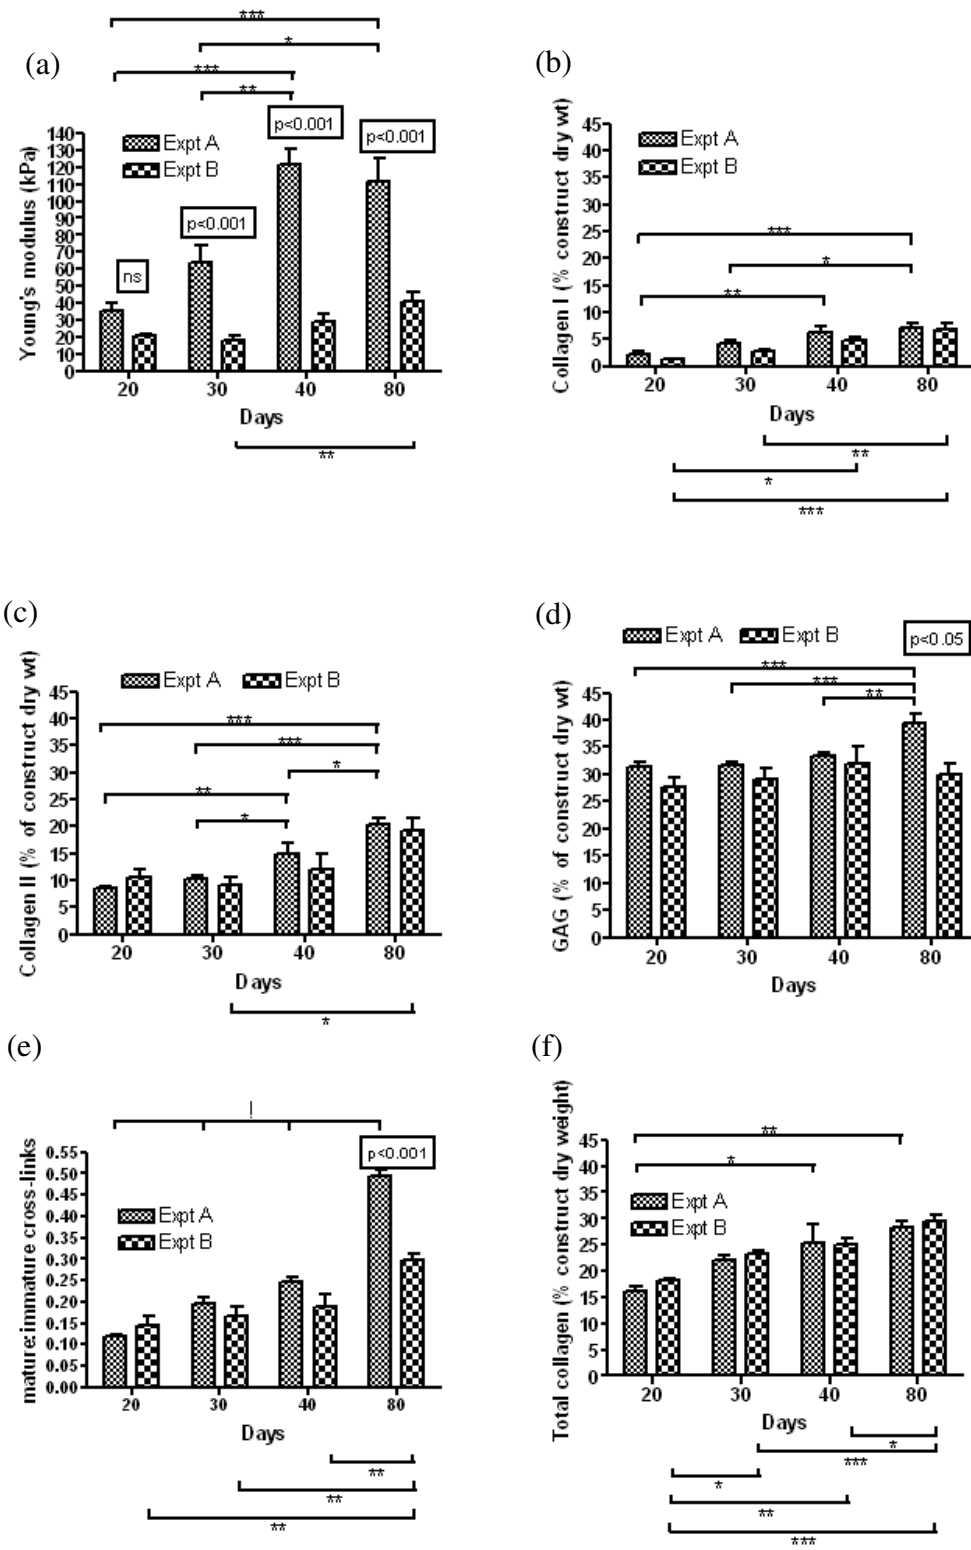 ***
*
(a)
***
**
p<0.001
p<0.001
p<0.001
ns
Expt A
Expt B
Young's modulus (kPa)
140
130
120
110
100
90
80
70
60
50
40
30
20
10
0
20 30 40 80
Days
**
(b)
Collagen I (% construct dry wt)
45
40
35
30
25
20
15
10
5
0
Expt A
Expt B
***
*
**
20 30 40 80
Days
**
*
***
(c)
Expt A Expt B
Collagen II (% of construct dry wt)
45
40
35
30
25
20
15
10
5
0
***
***
*
**
*
20 30 40 80
Days
*
(d)
Expt A Expt B
p<0.05
GAG (% of construct dry wt)
45
40
35
30
25
20
15
10
5
0
***
***
**
20 30 40 80
Days
(e)
!
p<0.001
mature:immature cross-links
0.55
0.50
0.45
0.40
0.35
0.30
0.25
0.20
0.15
0.10
0.05
0.00
Expt A
Expt B
20 30 40 80
Days
**
**
**
(f)
Total collagen (% construct dry weight)
45
40
35
30
25
20
15
10
5
0
**
*
Expt A
Expt B
20 30 40 80
Days
*
***
*
**
***